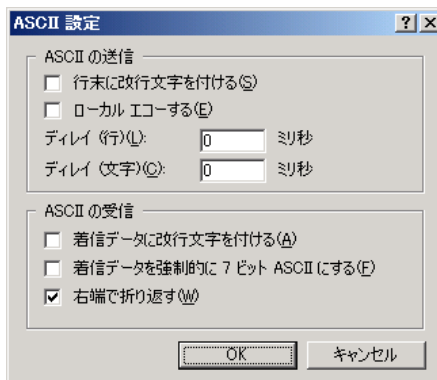 ASCII 設定
ASCII の送信
行末に改行文字を付ける(S)
ローカル エコーする(E)
ディレイ (行)(L): 0 ミリ秒
ディレイ (文字)(C): 0 ミリ秒
ASCII の受信
着信データに改行文字を付ける(A)
着信データを強制的に 7 ビット ASCII にする(F)
右端で折り返す(W)
OK キャンセル